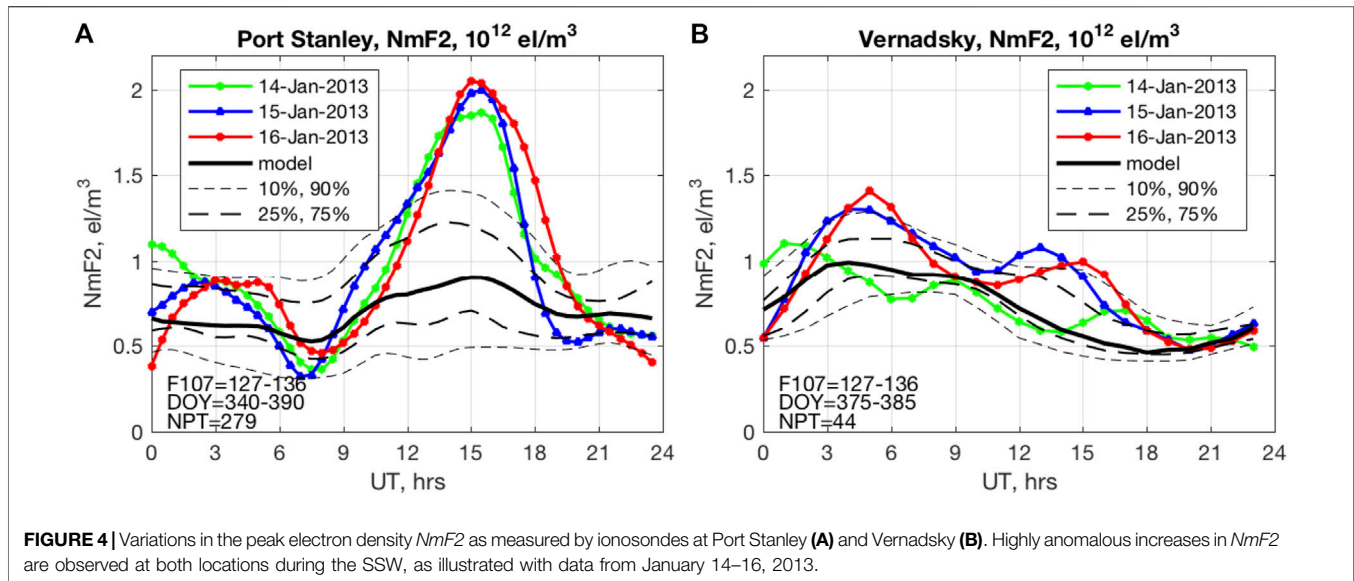 A
Port Stanley, NmF2, 10¹² el/m³
NmF2, el/m³
2
1.5
1
0.5
0
14-Jan-2013
15-Jan-2013
16-Jan-2013
model
10%, 90%
25%, 75%
F107=127-136
DOY=340-390
NPT=279
0 3 6 9 12 15 18 21 24
UT, hrs
B
Vernadsky, NmF2, 10¹² el/m³
NmF2, el/m³
2
1.5
1
0.5
0
14-Jan-2013
15-Jan-2013
16-Jan-2013
model
10%, 90%
25%, 75%
F107=127-136
DOY=375-385
NPT=44
0 3 6 9 12 15 18 21 24
UT, hrs
FIGURE 4 | Variations in the peak electron density NmF2 as measured by ionosondes at Port Stanley (A) and Vernadsky (B). Highly anomalous increases in NmF2
are observed at both locations during the SSW, as illustrated with data from January 14–16, 2013.